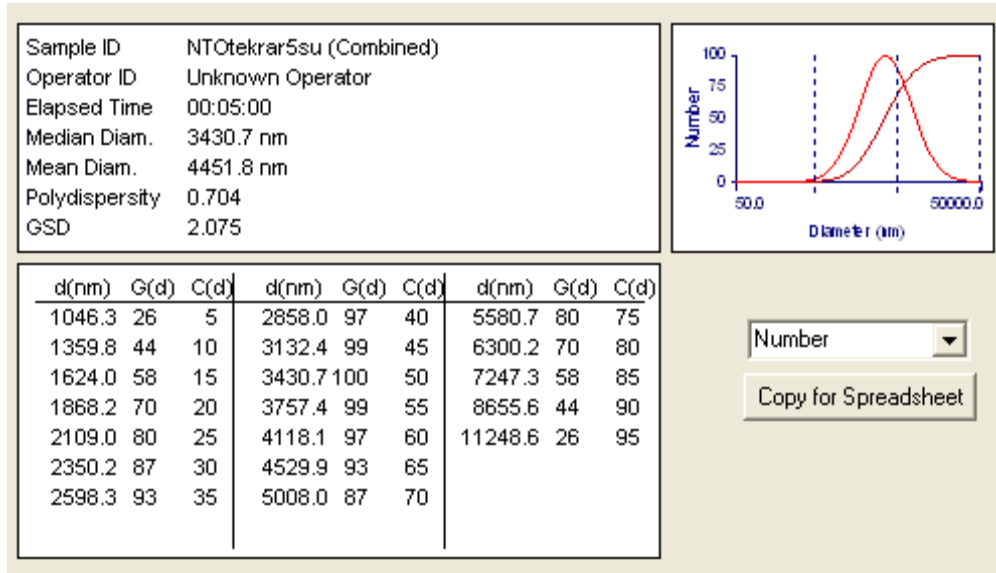 Sample ID NTOtekrar5su (Combined)
Operator ID Unknown Operator
Elapsed Time 00:05:00
Median Diam. 3430.7 nm
Mean Diam. 4451.8 nm
Polydispersity 0.704
GSD 2.075
100
75
50
25
0
Number
50.0 50000.0
Diameter (nm)
d(nm) G(d) C(d) d(nm) G(d) C(d) d(nm) G(d) C(d)
1046.3 26 5 2858.0 97 40 5580.7 80 75
1359.8 44 10 3132.4 99 45 6300.2 70 80
1624.0 58 15 3430.7 100 50 7247.3 58 85
1868.2 70 20 3757.4 99 55 8655.6 44 90
2109.0 80 25 4118.1 97 60 11248.6 26 95
2350.2 87 30 4529.9 93 65
2598.3 93 35 5008.0 87 70
Number
Copy for Spreadsheet